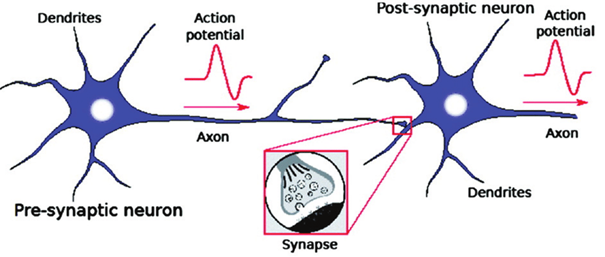 Dendrites
Action
potential
Axon
Pre-synaptic neuron
Synapse
Post-synaptic neuron
Action
potential
Axon
Dendrites